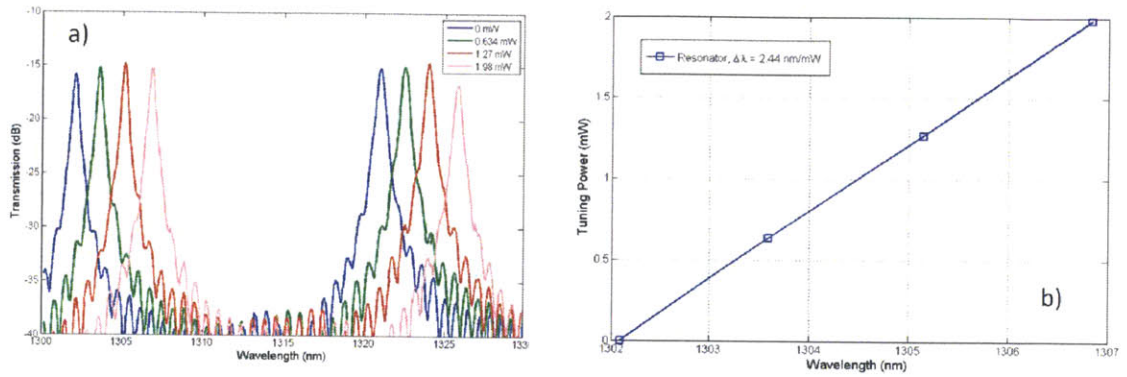 a)
0 mW
0.634 mW
1.27 mW
1.98 mW
-10
-15
-20
-25
-30
-35
-40
Transmission (dB)
1300
1305
1310
1315
1320
1325
133
Wavelength (nm)
Resonator, Δλ = 2.44 nm/mW
2
1.5
1
0.5
0
Tuning Power (mW)
1302
1303
1304
1305
1306
1307
Wavelength (nm)
b)